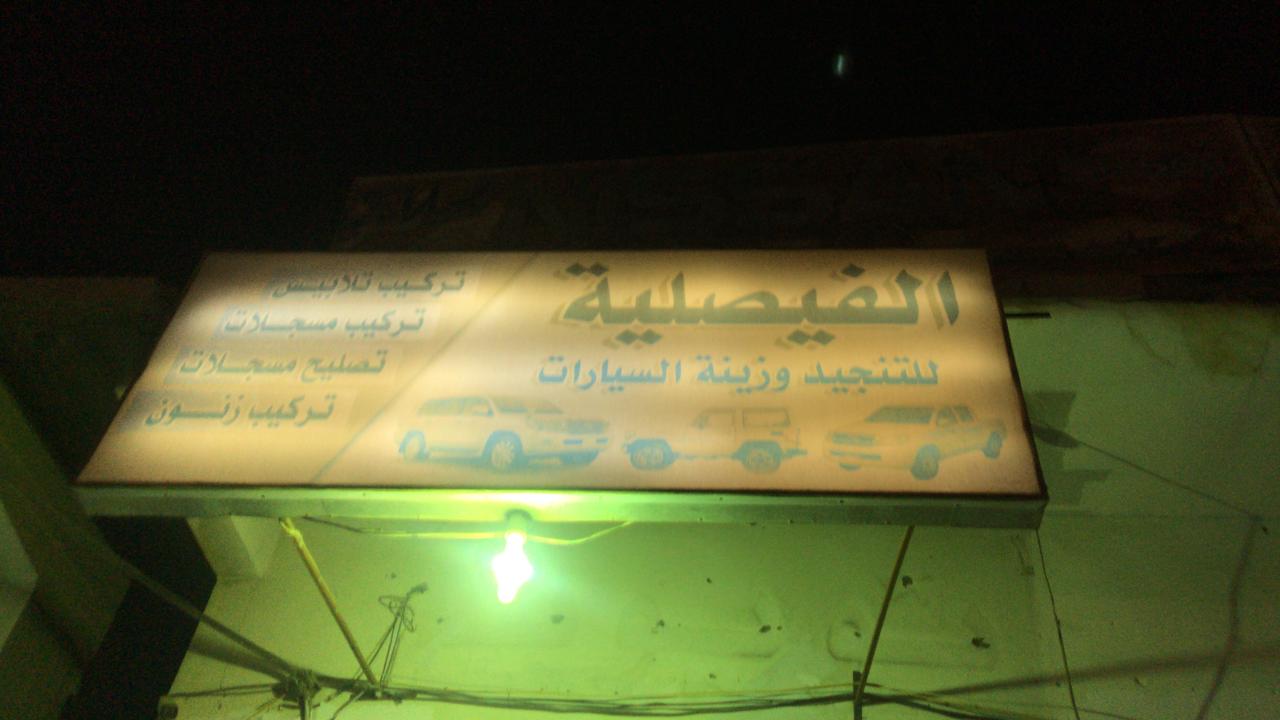 الفيصلية
للتنجيد وزينة السيارات
تركيب تلابيس
تركيب مسجلات
تصليح مسجلات
تركيب زنون